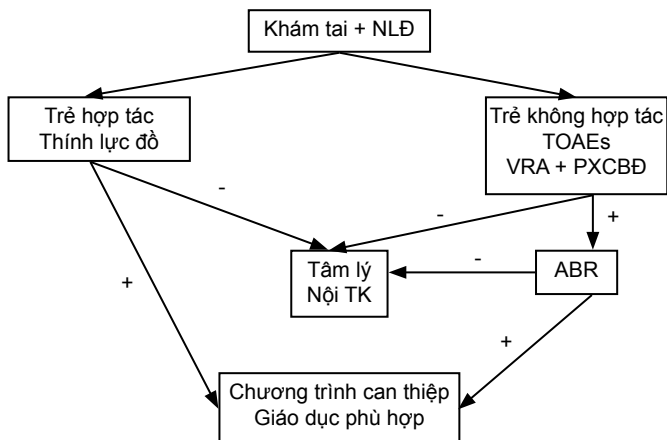 Khám tai + NLĐ
Trẻ hợp tác
Thính lực đồ
Trẻ không hợp tác
TOAEs
VRA + PXCBĐ
-
-
+
+
Tâm lý
Nội TK
-
ABR
+
Chương trình can thiệp
Giáo dục phù hợp